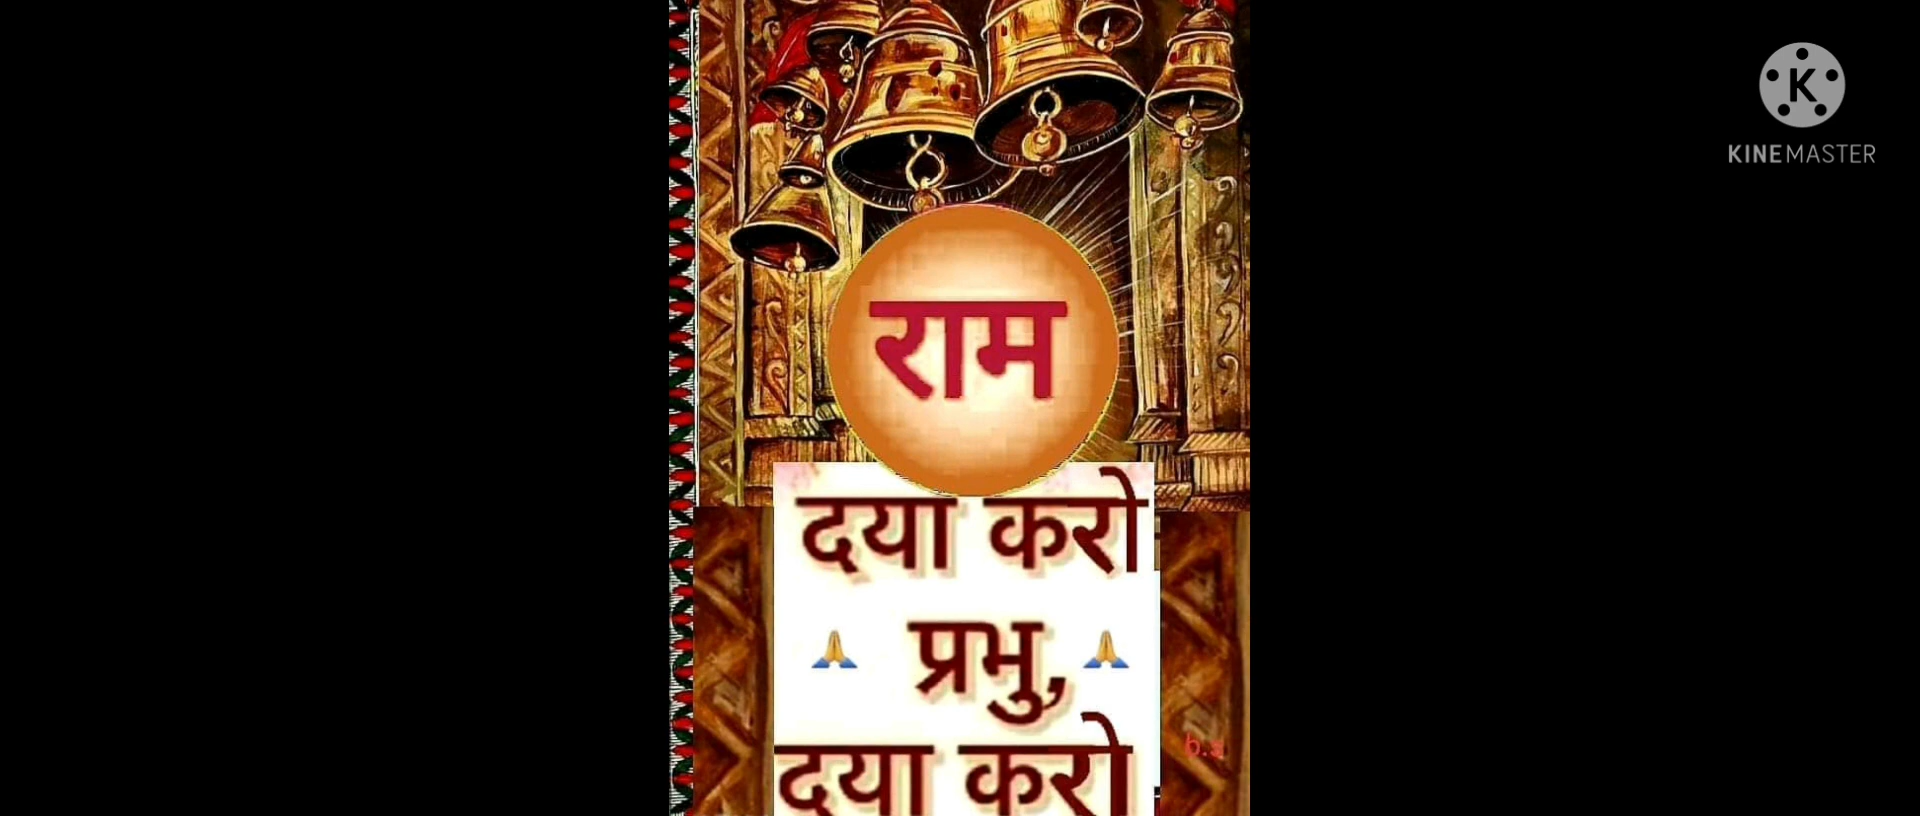 K
KINEMASTER
राम
दया करो
🙏 प्रभु, 🙏
दया करो
b.s